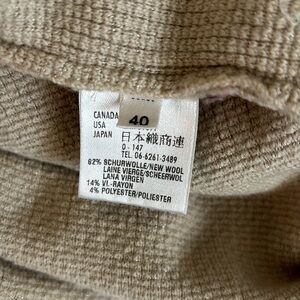 40
CANADA
USA
JAPAN 日本織商連
0-147
TEL. 06-6261-3489
82% SCHURWOLLE/NEW WOOL
LAINE VIERGE/SCHEERWOL
LANA VIRGEN
14% VI.-RAYON
4% POLYESTER/POLIESTER